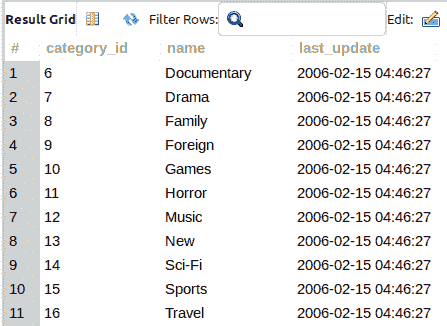 Result Grid Filter Rows: Edit:
# category_id name last_update
1 6 Documentary 2006-02-15 04:46:27
2 7 Drama 2006-02-15 04:46:27
3 8 Family 2006-02-15 04:46:27
4 9 Foreign 2006-02-15 04:46:27
5 10 Games 2006-02-15 04:46:27
6 11 Horror 2006-02-15 04:46:27
7 12 Music 2006-02-15 04:46:27
8 13 New 2006-02-15 04:46:27
9 14 Sci-Fi 2006-02-15 04:46:27
10 15 Sports 2006-02-15 04:46:27
11 16 Travel 2006-02-15 04:46:27